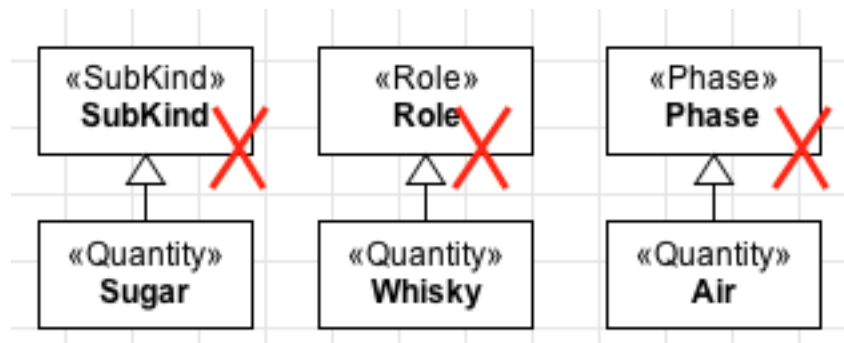 «SubKind»
SubKind
«Role»
Role
«Phase»
Phase
«Quantity»
Sugar
«Quantity»
Whisky
«Quantity»
Air